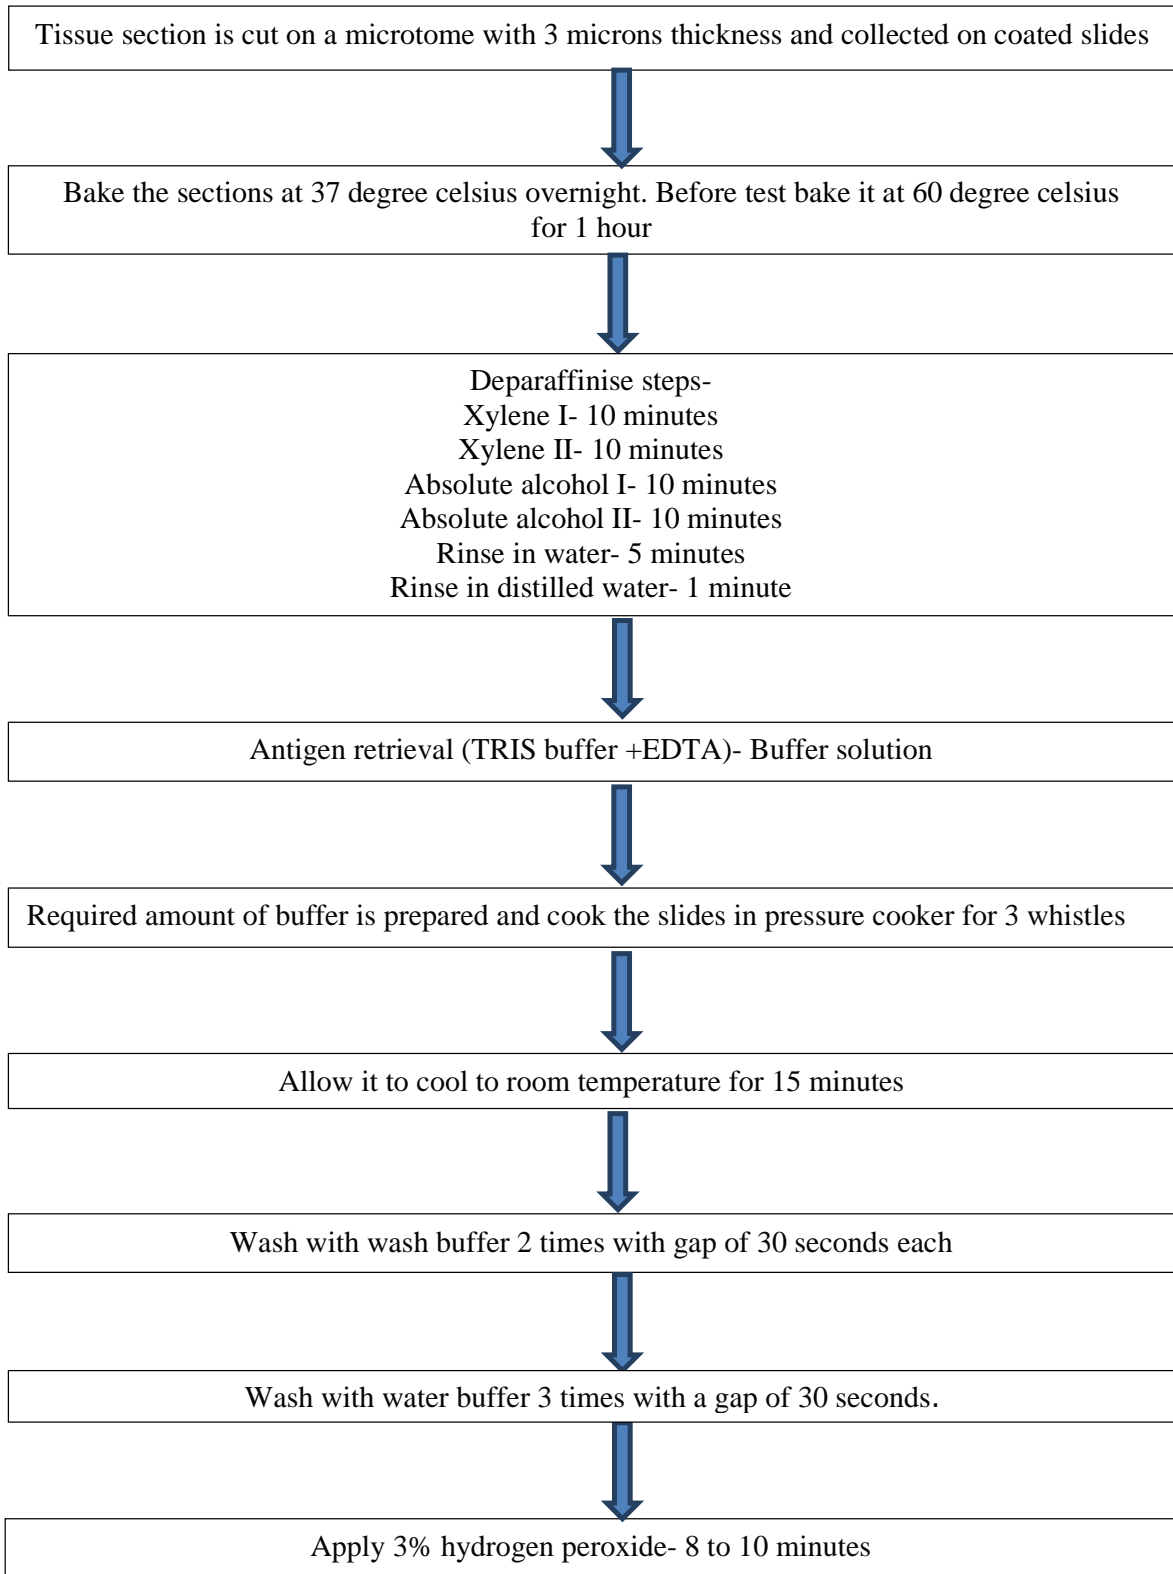 Tissue section is cut on a microtome with 3 microns thickness and collected on coated slides
Bake the sections at 37 degree celsius overnight. Before test bake it at 60 degree celsius
for 1 hour
Deparaffinise steps-
Xylene I- 10 minutes
Xylene II- 10 minutes
Absolute alcohol I- 10 minutes
Absolute alcohol II- 10 minutes
Rinse in water- 5 minutes
Rinse in distilled water- 1 minute
Antigen retrieval (TRIS buffer +EDTA)- Buffer solution
Required amount of buffer is prepared and cook the slides in pressure cooker for 3 whistles
Allow it to cool to room temperature for 15 minutes
Wash with wash buffer 2 times with gap of 30 seconds each
Wash with water buffer 3 times with a gap of 30 seconds.
Apply 3% hydrogen peroxide- 8 to 10 minutes